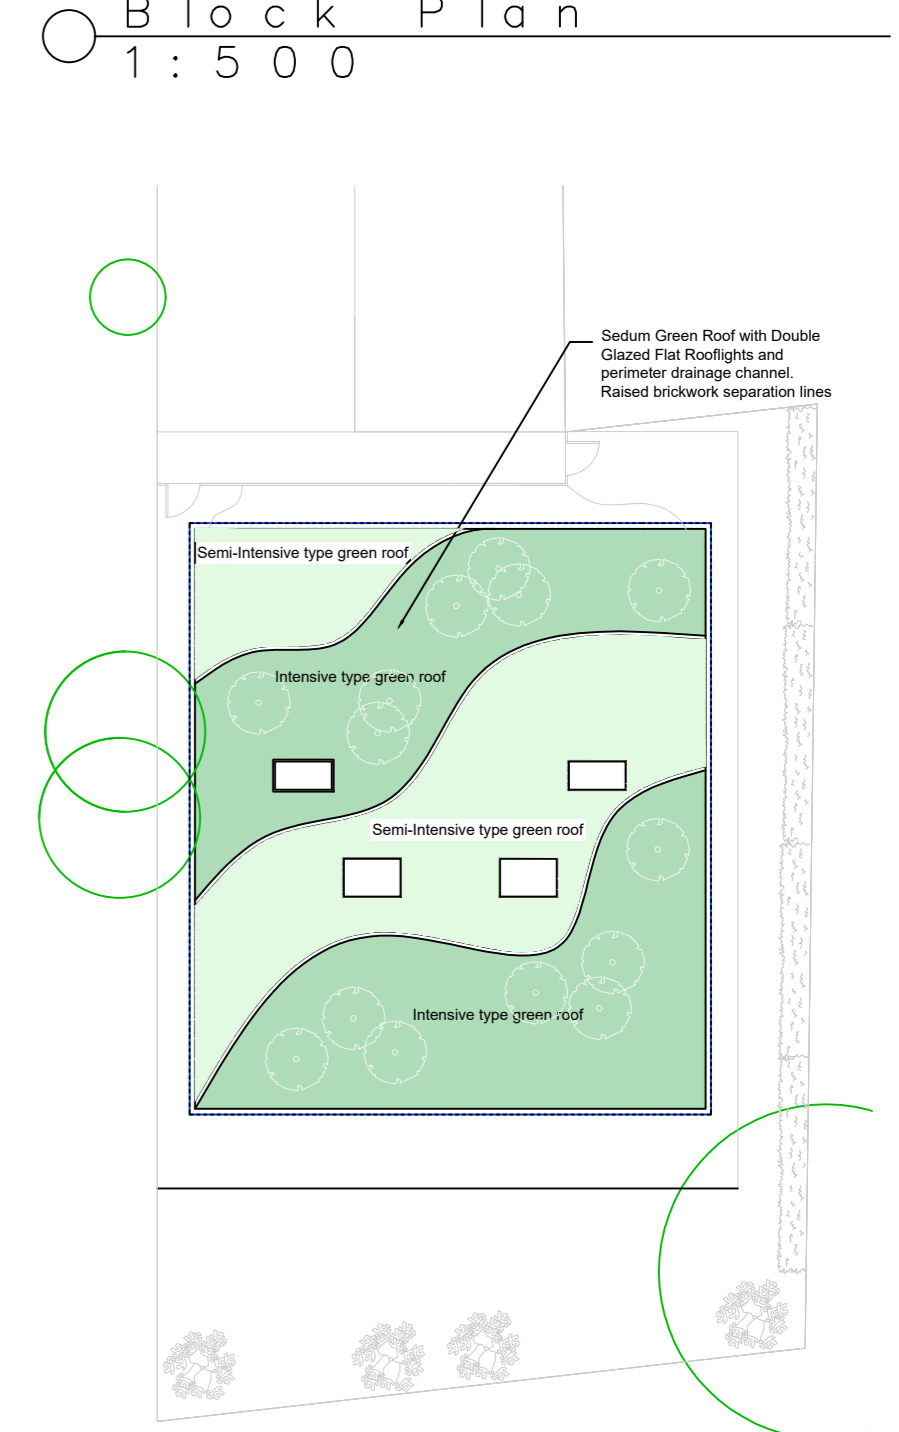 Block Plan
1:500
Sedum Green Roof with Double
Glazed Flat Rooflights and
perimeter drainage channel.
Raised brickwork separation lines
Semi-Intensive type green roof
Intensive type green roof
Semi-Intensive type green roof
Intensive type green roof